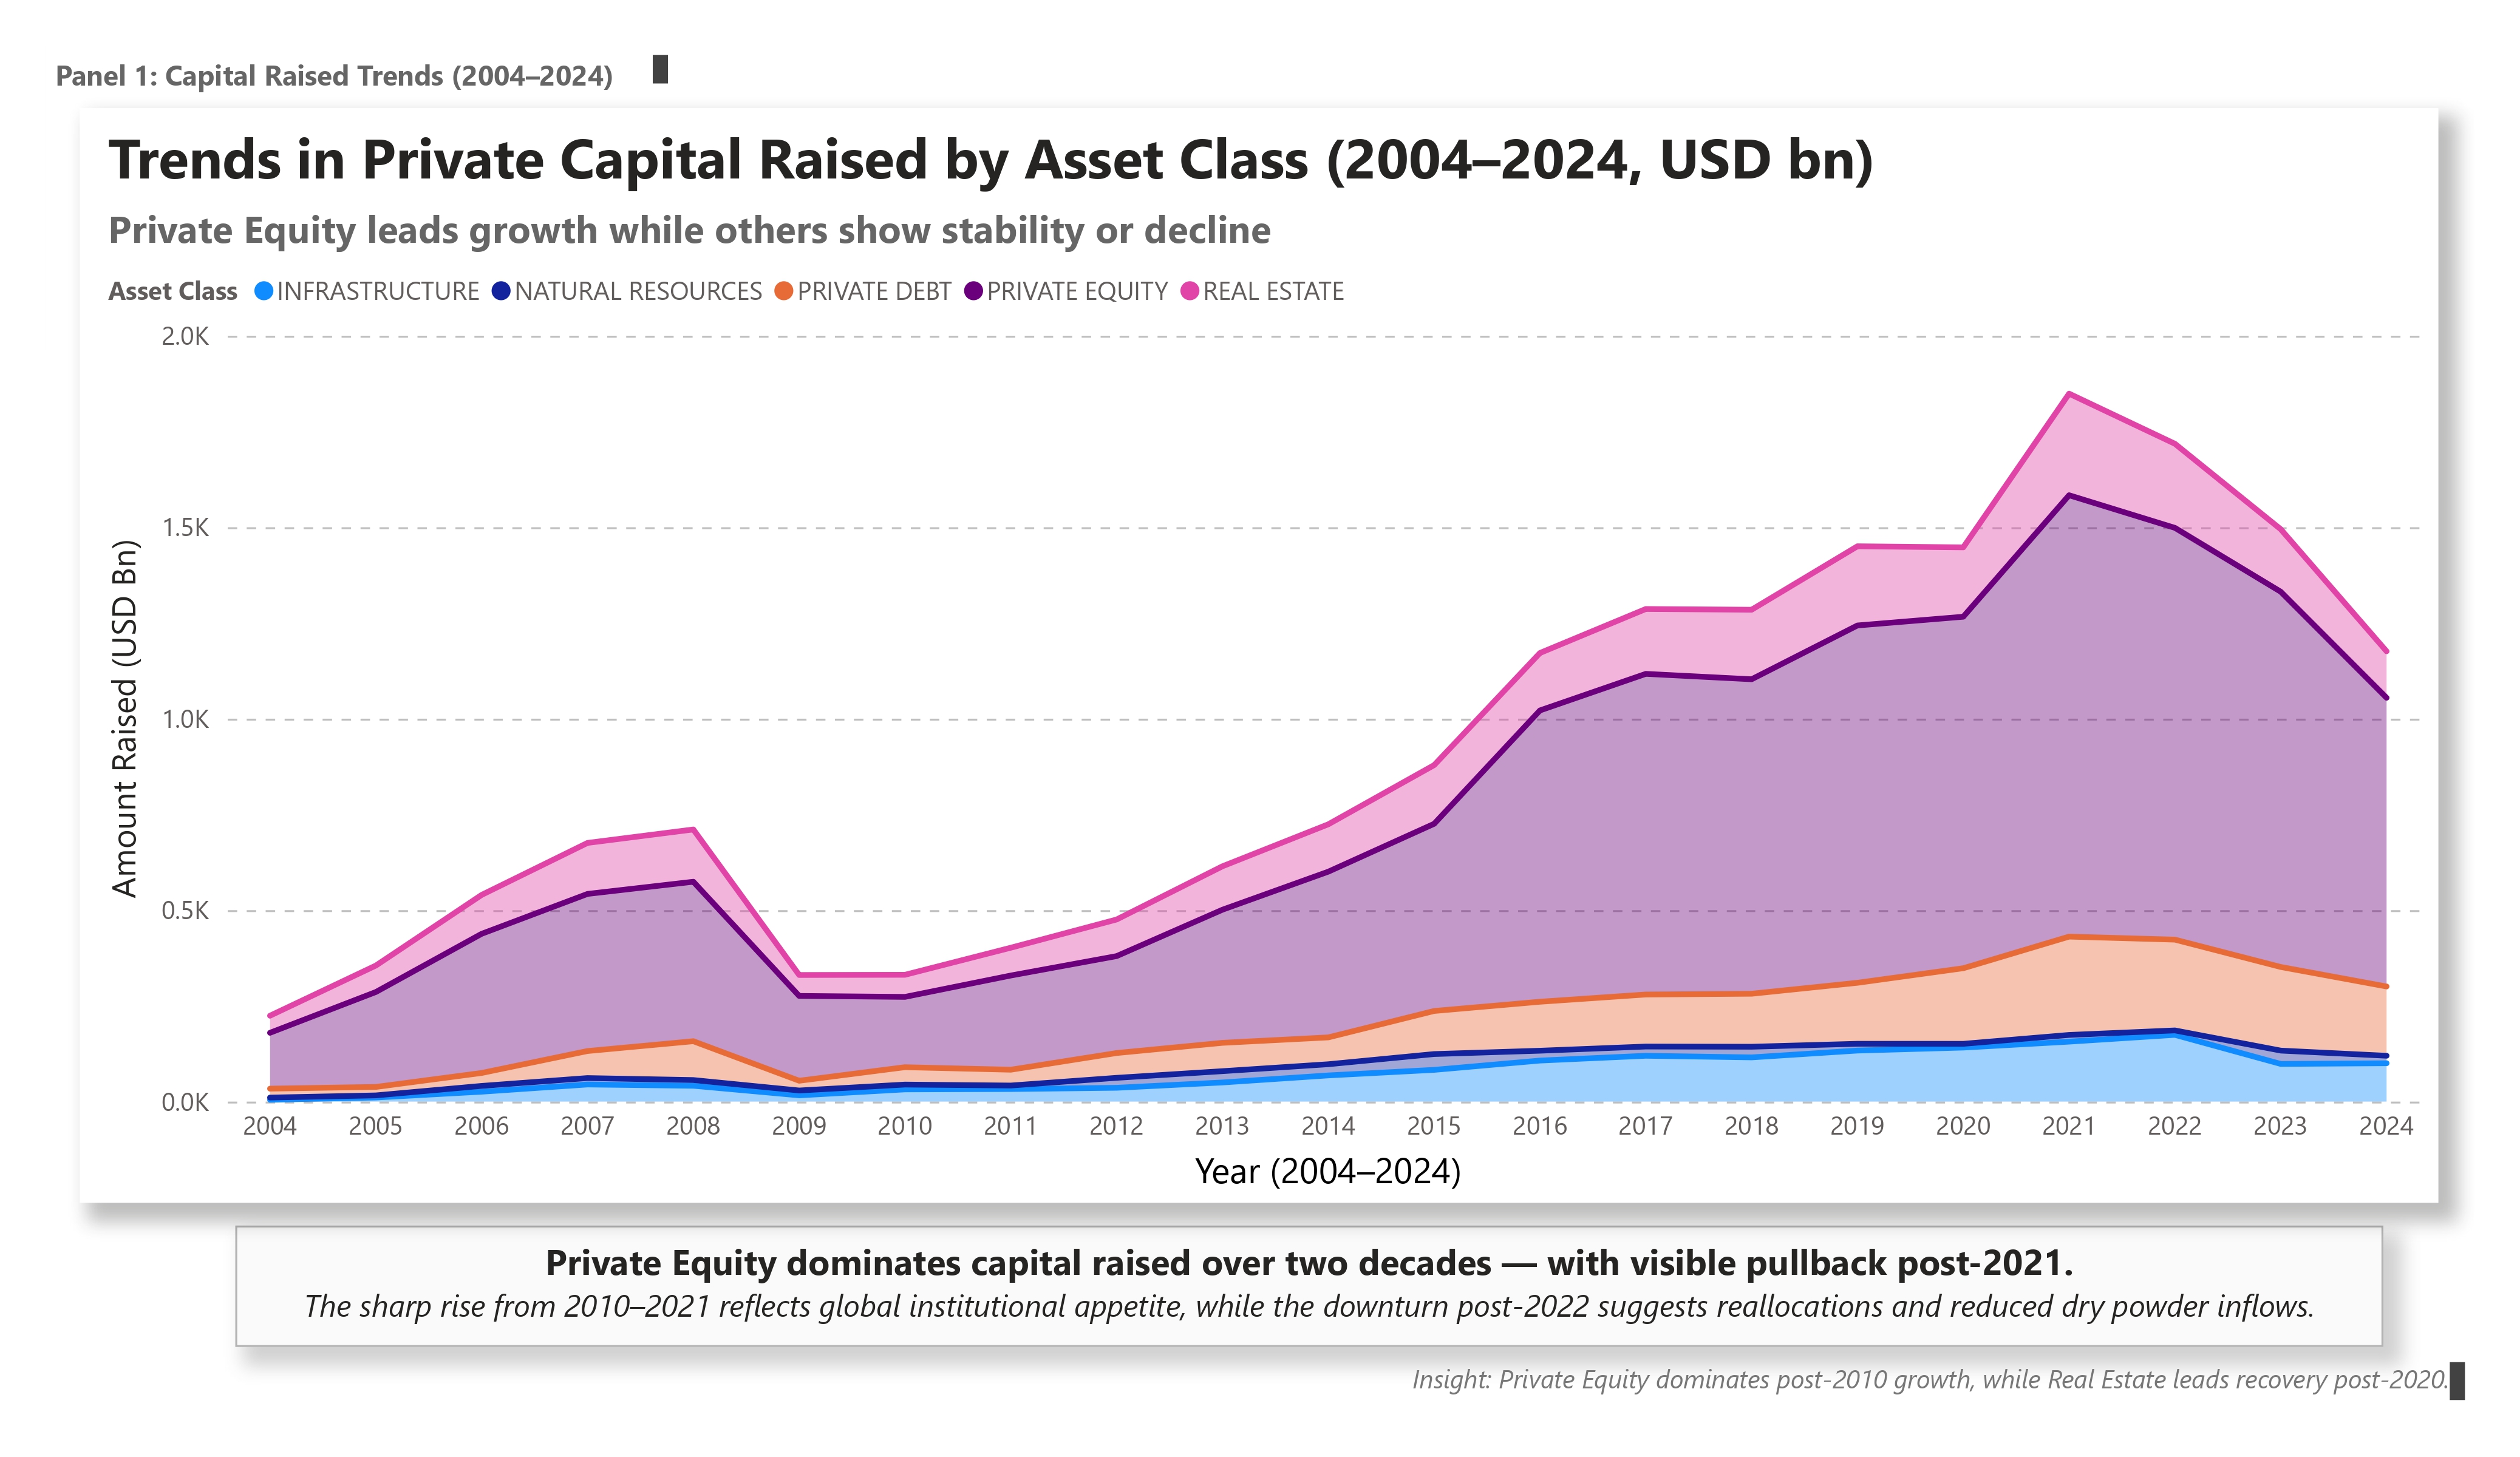 Panel 1: Capital Raised Trends (2004–2024)
Trends in Private Capital Raised by Asset Class (2004–2024, USD bn)
Private Equity leads growth while others show stability or decline
Asset Class INFRASTRUCTURE NATURAL RESOURCES PRIVATE DEBT PRIVATE EQUITY REAL ESTATE
2.0K
1.5K
1.0K
0.5K
0.0K
Amount Raised (USD Bn)
2004 2005 2006 2007 2008 2009 2010 2011 2012 2013 2014 2015 2016 2017 2018 2019 2020 2021 2022 2023 2024
Year (2004–2024)
Private Equity dominates capital raised over two decades — with visible pullback post-2021.
The sharp rise from 2010–2021 reflects global institutional appetite, while the downturn post-2022 suggests reallocations and reduced dry powder inflows.
Insight: Private Equity dominates post-2010 growth, while Real Estate leads recovery post-2020.